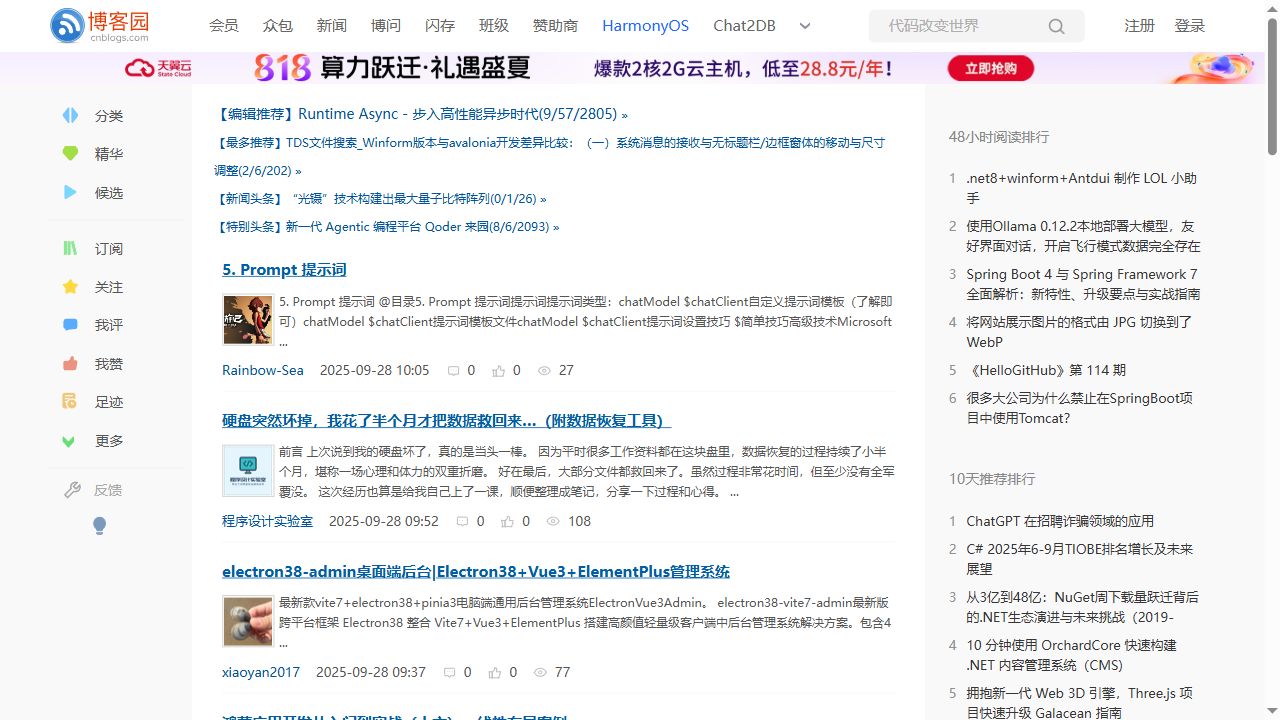 博客园
cnblogs.com
会员 众包 新闻 博问 闪存 班级 赞助商 HarmonyOS Chat2DB
代码改变世界
注册 登录
天翼云
State Cloud
818 算力跃迁·礼遇盛夏
爆款2核2G云主机，低至28.8元/年！
立即抢购
分类
精华
候选
订阅
关注
我评
我赞
足迹
更多
反馈
【编辑推荐】Runtime Async - 步入高性能异步时代(9/57/2805) »
【最多推荐】TDS文件搜索_Winform版本与avalonia开发差异比较：（一）系统消息的接收与无标题栏/边框窗体的移动与尺寸
调整(2/6/202) »
【新闻头条】“光镊”技术构建出最大量子比特阵列(0/1/26) »
【特别头条】新一代 Agentic 编程平台 Qoder 来园(8/6/2093) »
5. Prompt 提示词
5. Prompt 提示词 @目录5. Prompt 提示词提示词提示词类型：chatModel $chatClient自定义提示词模板（了解即
可）chatModel $chatClient提示词模板文件chatModel $chatClient提示词设置技巧 $简单技巧高级技术Microsoft
...
Rainbow-Sea 2025-09-28 10:05 0 0 27
硬盘突然坏掉，我花了半个月才把数据救回来...（附数据恢复工具）
前言 上次说到我的硬盘坏了，真的是当头一棒。 因为平时很多工作资料都在这块盘里，数据恢复的过程持续了小半
个月，堪称一场心理和体力的双重折磨。 好在最后，大部分文件都救回来了。虽然过程非常花时间，但至少没有全军
覆没。 这次经历也算是给我自己上了一课，顺便整理成笔记，分享一下过程和心得。 ...
程序设计实验室
程序设计实验室 2025-09-28 09:52 0 0 108
electron38-admin桌面端后台|Electron38+Vue3+ElementPlus管理系统
最新款vite7+electron38+pinia3电脑端通用后台管理系统ElectronVue3Admin。 electron38-vite7-admin最新版
跨平台框架 Electron38 整合 Vite7+Vue3+ElementPlus 搭建高颜值轻量级客户端中后台管理系统解决方案。包含4
...
xiaoyan2017 2025-09-28 09:37 0 0 77
48小时阅读排行
1 .net8+winform+Antdui 制作 LOL 小助
手
2 使用Ollama 0.12.2本地部署大模型，友
好界面对话，开启飞行模式数据完全存在
3 Spring Boot 4 与 Spring Framework 7
全面解析：新特性、升级要点与实战指南
4 将网站展示图片的格式由 JPG 切换到了
WebP
5 《HelloGitHub》第 114 期
6 很多大公司为什么禁止在SpringBoot项
目中使用Tomcat?
10天推荐排行
1 ChatGPT 在招聘诈骗领域的应用
2 C# 2025年6-9月TIOBE排名增长及未来
展望
3 从3亿到48亿：NuGet周下载量跃迁背后
的.NET生态演进与未来挑战（2019-
4 10 分钟使用 OrchardCore 快速构建
.NET 内容管理系统（CMS)
5 拥抱新一代 Web 3D 引擎，Three.js 项
目快速升级 Galacean 指南